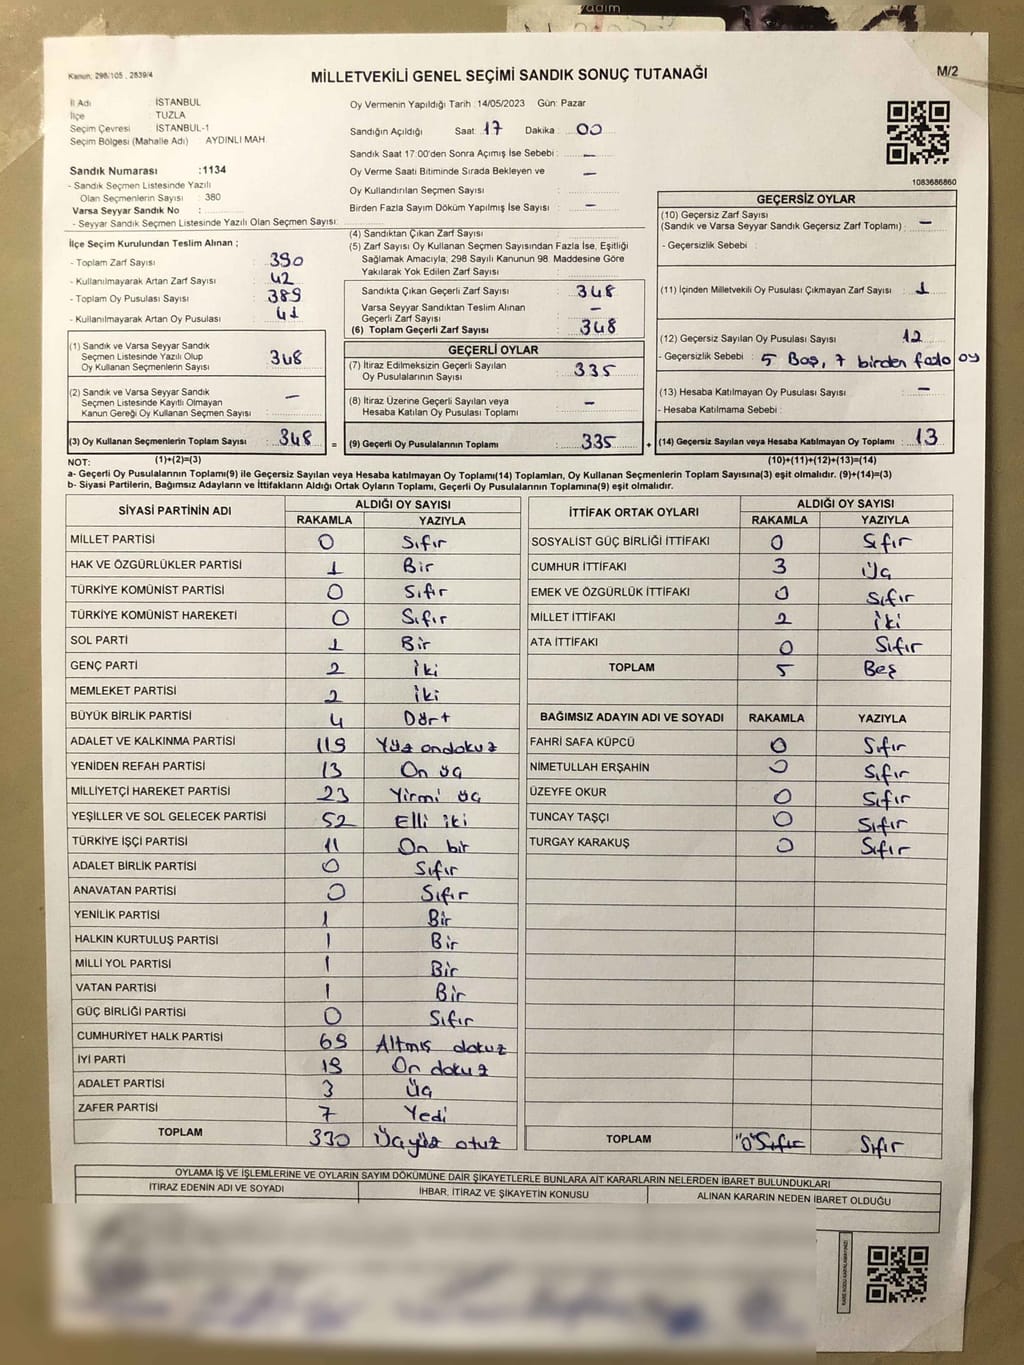 adım
Kanun; 298/105 , 2839/4
MİLLETVEKİLİ GENEL SEÇİMİ SANDIK SONUÇ TUTANAĞI
M/2
İl Adı : İSTANBUL
İlçe : TUZLA
Seçim Çevresi : İSTANBUL-1
Seçim Bölgesi (Mahalle Adı) AYDINLI MAH.
Sandık Numarası :1134
- Sandık Seçmen Listesinde Yazılı
Olan Seçmenlerin Sayısı : 380
Varsa Seyyar Sandık No :
- Seyyar Sandık Seçmen Listesinde Yazılı Olan Seçmen Sayısı:
Oy Vermenin Yapıldığı Tarih : 14/05/2023 Gün: Pazar
Sandığın Açıldığı Saat : 17 Dakika : 00
Sandık Saat 17:00'den Sonra Açımış İse Sebebi : —
Oy Verme Saati Bitiminde Sırada Bekleyen ve
Oy Kullandırılan Seçmen Sayısı : —
Birden Fazla Sayım Döküm Yapılmış İse Sayısı : —
1083686860
İlçe Seçim Kurulundan Teslim Alınan ;
- Toplam Zarf Sayısı : 390
- Kullanılmayarak Artan Zarf Sayısı : 42
- Toplam Oy Pusulası Sayısı : 389
- Kullanılmayarak Artan Oy Pusulası : 41
(1) Sandık ve Varsa Seyyar Sandık
Seçmen Listesinde Yazılı Olup
Oy Kullanan Seçmenlerin Sayısı : 348
(2) Sandık ve Varsa Seyyar Sandık
Seçmen Listesinde Kayıtlı Olmayan
Kanun Gereği Oy Kullanan Seçmen Sayısı : —
(3) Oy Kullanan Seçmenlerin Toplam Sayısı : 348 =
(4) Sandıktan Çıkan Zarf Sayısı :
(5) Zarf Sayısı Oy Kullanan Seçmen Sayısından Fazla İse, Eşitliği
Sağlamak Amacıyla, 298 Sayılı Kanunun 98. Maddesine Göre
Yakılarak Yok Edilen Zarf Sayısı :
Sandıkta Çıkan Geçerli Zarf Sayısı : 348
Varsa Seyyar Sandıktan Teslim Alınan
Geçerli Zarf Sayısı : —
(6) Toplam Geçerli Zarf Sayısı : 348
GEÇERLİ OYLAR
(7) İtiraz Edilmeksizin Geçerli Sayılan
Oy Pusulalarının Sayısı : 335
(8) İtiraz Üzerine Geçerli Sayılan veya
Hesaba Katılan Oy Pusulası Toplamı : —
(9) Geçerli Oy Pusulalarının Toplamı : 335 +
GEÇERSİZ OYLAR
(10) Geçersiz Zarf Sayısı
(Sandık ve Varsa Seyyar Sandık Geçersiz Zarf Toplamı) : —
- Geçersizlik Sebebi :
(11) İçinden Milletvekili Oy Pusulası Çıkmayan Zarf Sayısı : 1
(12) Geçersiz Sayılan Oy Pusulası Sayısı : 12
- Geçersizlik Sebebi : 5 Boş, 7 birden fazla oy
(13) Hesaba Katılmayan Oy Pusulası Sayısı : —
- Hesaba Katılmama Sebebi :
(14) Geçersiz Sayılan veya Hesaba Katılmayan Oy Toplamı : 13
NOT: (1)+(2)=(3) (10)+(11)+(12)+(13)=(14)
a- Geçerli Oy Pusulalarının Toplamı(9) ile Geçersiz Sayılan veya Hesaba katılmayan Oy Toplamı(14) Toplamları, Oy Kullanan Seçmenlerin Toplam Sayısına(3) eşit olmalıdır. (9)+(14)=(3)
b- Siyasi Partilerin, Bağımsız Adayların ve İttifakların Aldığı Ortak Oyların Toplamı, Geçerli Oy Pusulalarının Toplamına(9) eşit olmalıdır.
SİYASİ PARTİNİN ADI ALDIĞI OY SAYISI
RAKAMLA YAZIYLA
MİLLET PARTİSİ 0 Sıfır
HAK VE ÖZGÜRLÜKLER PARTİSİ 1 Bir
TÜRKİYE KOMÜNİST PARTİSİ 0 Sıfır
TÜRKİYE KOMÜNİST HAREKETİ 0 Sıfır
SOL PARTİ 1 Bir
GENÇ PARTİ 2 İki
MEMLEKET PARTİSİ 2 İki
BÜYÜK BİRLİK PARTİSİ 4 Dört
ADALET VE KALKINMA PARTİSİ 119 Yüz ondokuz
YENİDEN REFAH PARTİSİ 13 On üç
MİLLİYETÇİ HAREKET PARTİSİ 23 Yirmi üç
YEŞİLLER VE SOL GELECEK PARTİSİ 52 Elli iki
TÜRKİYE İŞÇİ PARTİSİ 11 On bir
ADALET BİRLİK PARTİSİ 0 Sıfır
ANAVATAN PARTİSİ 0 Sıfır
YENİLİK PARTİSİ 1 Bir
HALKIN KURTULUŞ PARTİSİ 1 Bir
MİLLİ YOL PARTİSİ 1 Bir
VATAN PARTİSİ 1 Bir
GÜÇ BİRLİĞİ PARTİSİ 0 Sıfır
CUMHURİYET HALK PARTİSİ 69 Altmış dokuz
İYİ PARTİ 19 On dokuz
ADALET PARTİSİ 3 Üç
ZAFER PARTİSİ 7 Yedi
TOPLAM 330 Üçyüz otuz
İTTİFAK ORTAK OYLARI ALDIĞI OY SAYISI
RAKAMLA YAZIYLA
SOSYALİST GÜÇ BİRLİĞİ İTTİFAKI 0 Sıfır
CUMHUR İTTİFAKI 3 Üç
EMEK VE ÖZGÜRLÜK İTTİFAKI 0 Sıfır
MİLLET İTTİFAKI 2 İki
ATA İTTİFAKI 0 Sıfır
TOPLAM 5 Beş
BAĞIMSIZ ADAYIN ADI VE SOYADI RAKAMLA YAZIYLA
FAHRİ SAFA KÜPCÜ 0 Sıfır
NİMETULLAH ERŞAHİN 0 Sıfır
ÜZEYFE OKUR 0 Sıfır
TUNCAY TAŞÇI 0 Sıfır
TURGAY KARAKUŞ 0 Sıfır
TOPLAM "0" Sıfır Sıfır
OYLAMA İŞ VE İŞLEMLERİNE VE OYLARIN SAYIM DÖKÜMÜNE DAİR ŞİKAYETLERLE BUNLARA AİT KARARLARIN NELERDEN İBARET BULUNDUKLARI
İTİRAZ EDENİN ADI VE SOYADI İHBAR, İTİRAZ VE ŞİKAYETİN KONUSU ALINAN KARARIN NEDEN İBARET OLDUĞU